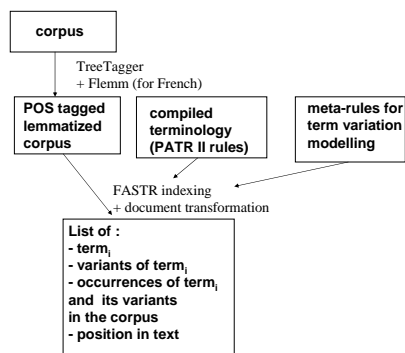 corpus
TreeTagger
+ Flemm (for French)
POS tagged
lemmatized
corpus
compiled
terminology
(PATR II rules)
meta-rules for
term variation
modelling
FASTR indexing
+ document transformation
List of :
- termi
- variants of termi
- occurrences of termi
and its variants
in the corpus
- position in text